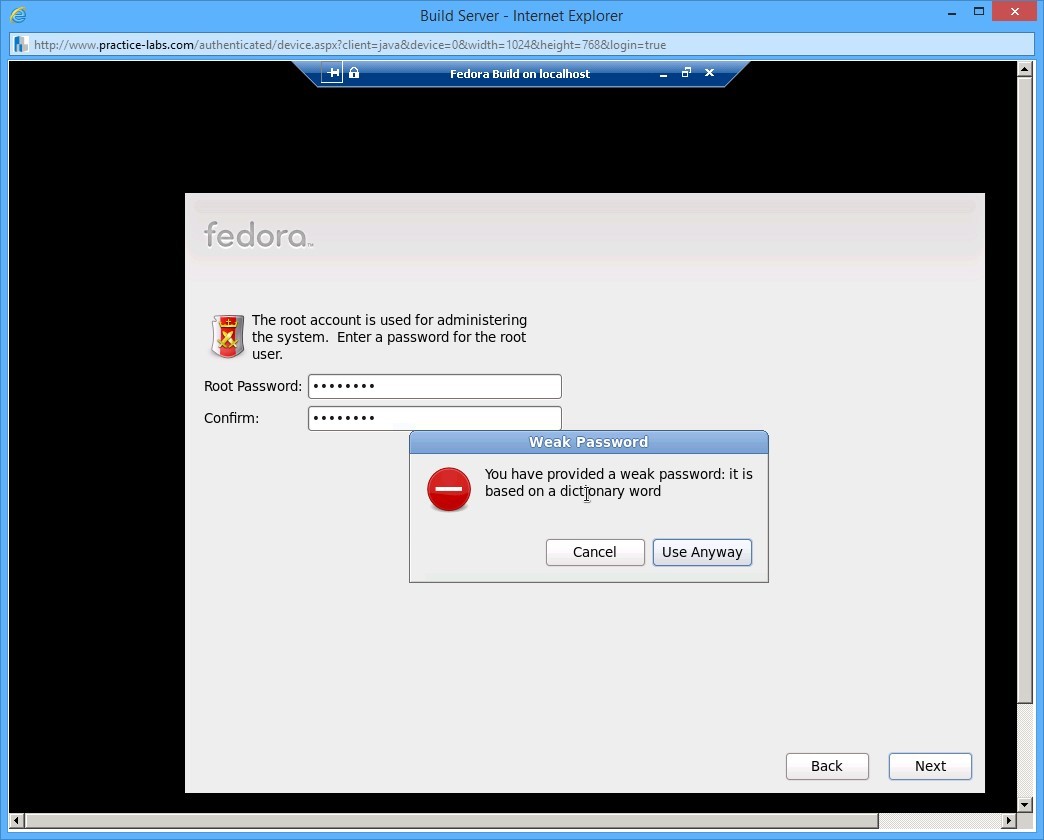 Build Server - Internet Explorer
http://www.practice-labs.com/authenticated/device.aspx?client=java&device=0&width=1024&height=768&login=true
Fedora Build on localhost
fedora™
The root account is used for administering
the system.  Enter a password for the root
user.
Root Password: ••••••••
Confirm: ••••••••
Weak Password
You have provided a weak password: it is
based on a dictionary word
Cancel Use Anyway
Back Next